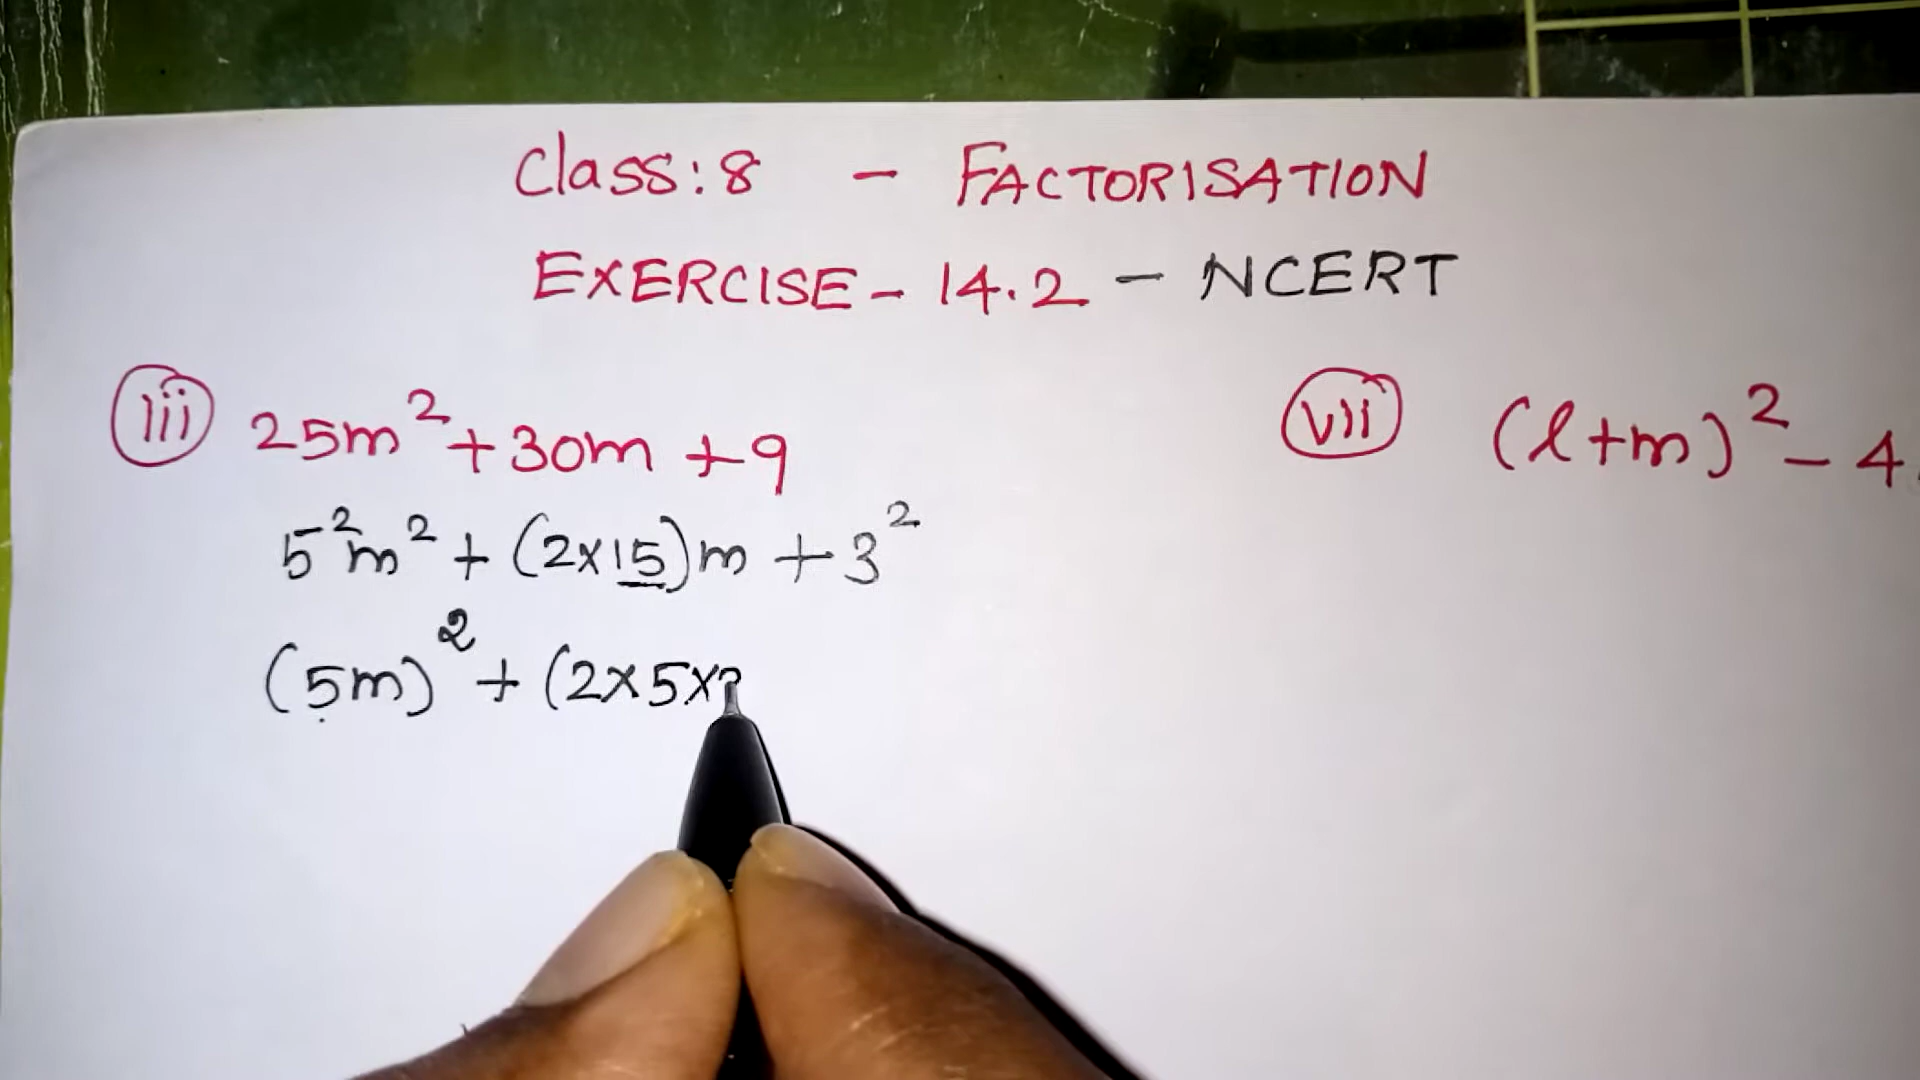 Class: 8 - FACTORISATION
EXERCISE - 14.2 - NCERT
iii 25m² + 30m + 9
5²m² + (2×15)m + 3²
(5m)² + (2×5×
vii (l+m)² - 4